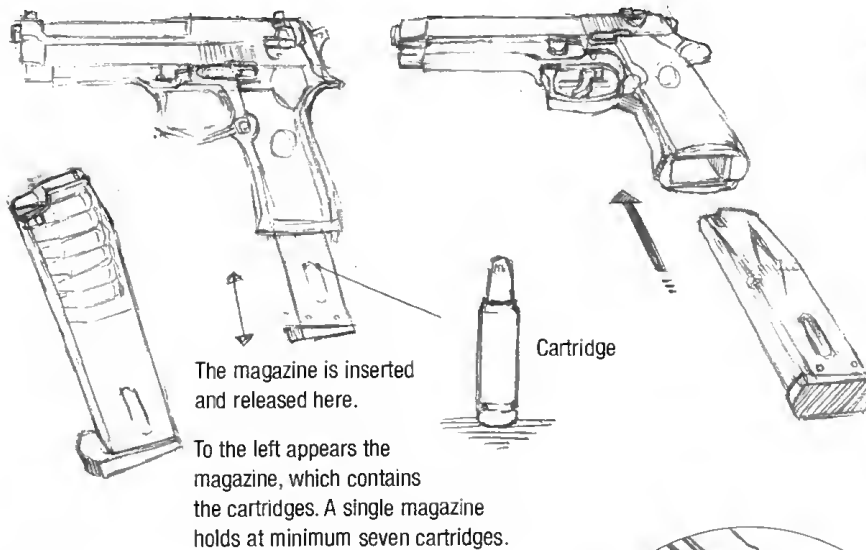 Cartridge
The magazine is inserted
and released here.
To the left appears the
magazine, which contains
the cartridges. A single magazine
holds at minimum seven cartridges.